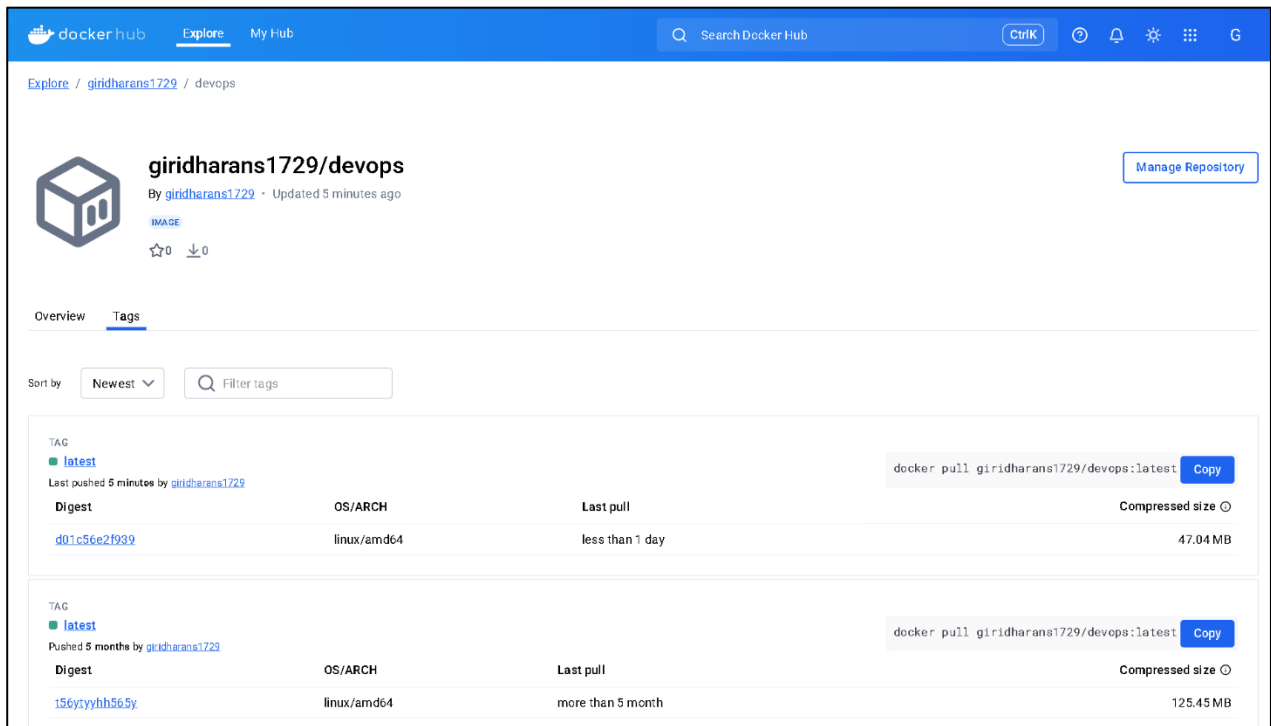 dockerhub Explore My Hub Search Docker Hub CtrlK G
Explore / giridharans1729 / devops
giridharans1729/devops
Manage Repository
By giridharans1729 • Updated 5 minutes ago
IMAGE
0 0
Overview Tags
Sort by Newest Filter tags
TAG
latest
docker pull giridharans1729/devops:latest Copy
Last pushed 5 minutes by giridharans1729
Digest OS/ARCH Last pull Compressed size
d01c56e2f939 linux/amd64 less than 1 day 47.04 MB
TAG
latest
docker pull giridharans1729/devops:latest Copy
Pushed 5 months by giridharans1729
Digest OS/ARCH Last pull Compressed size
t56ytyyhh565y linux/amd64 more than 5 month 125.45 MB